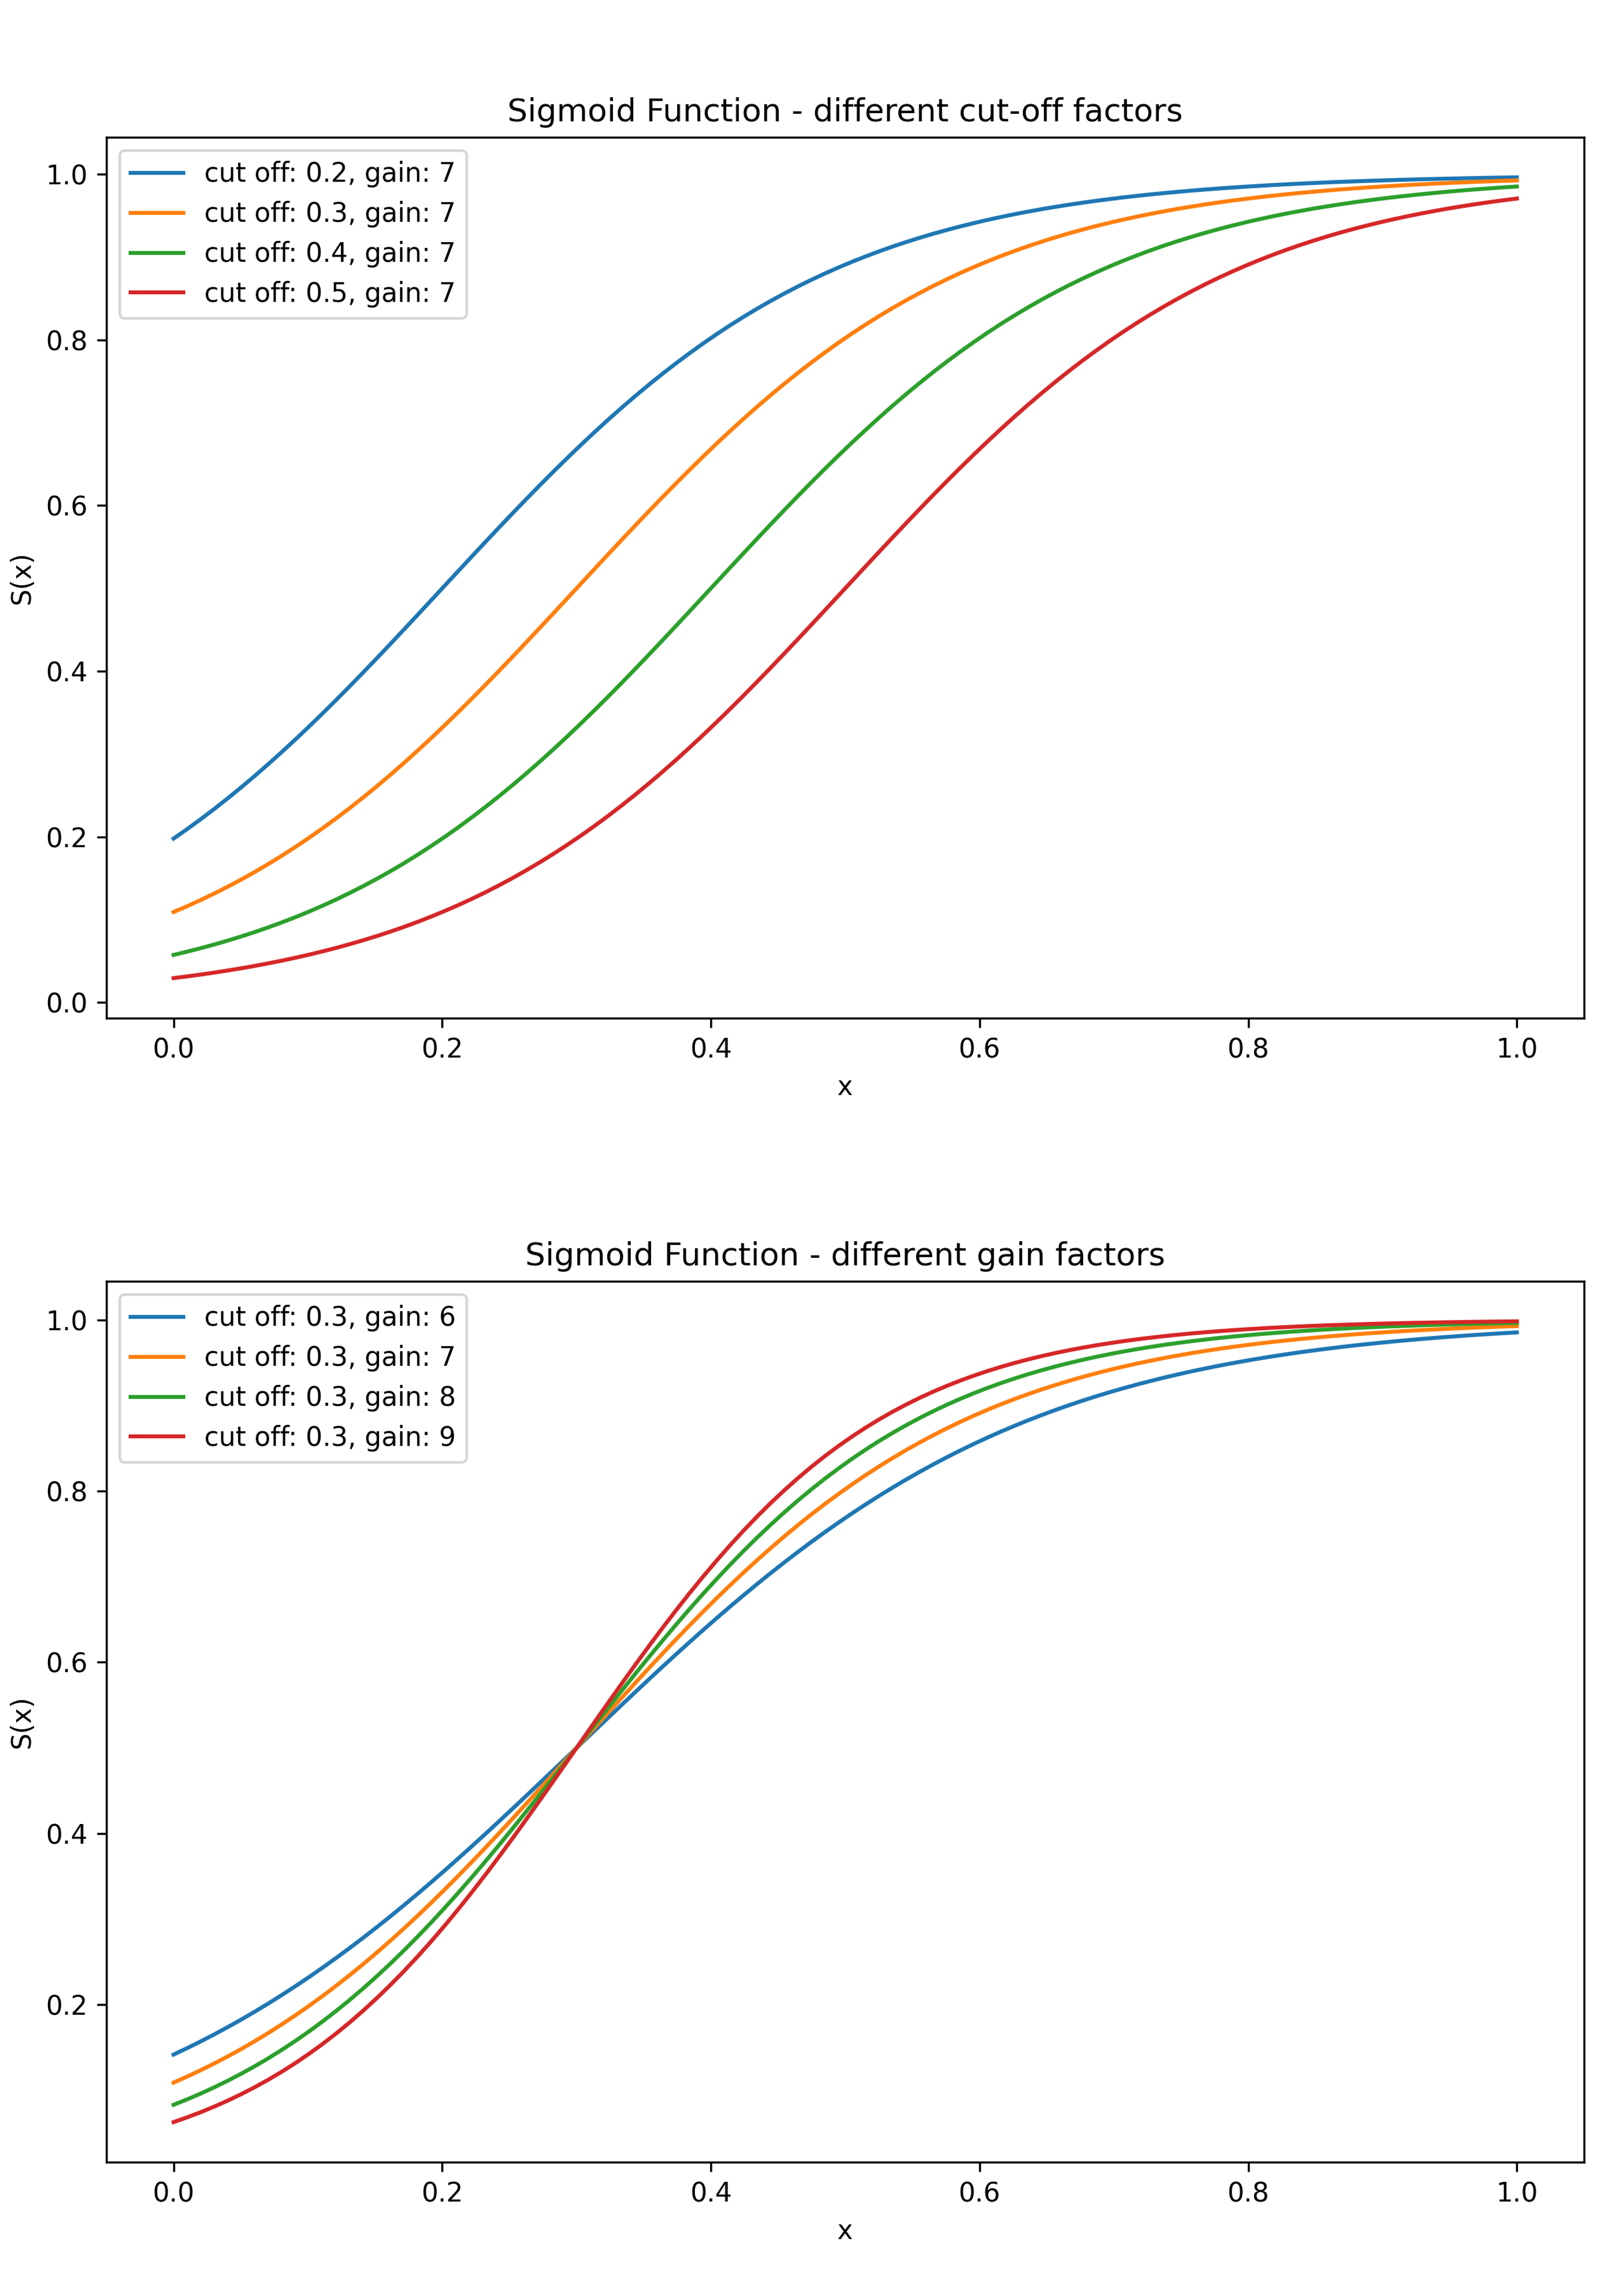 Sigmoid Function - different cut-off factors
cut off: 0.2, gain: 7
cut off: 0.3, gain: 7
cut off: 0.4, gain: 7
cut off: 0.5, gain: 7
1.0
0.8
0.6
0.4
0.2
0.0
S(x)
0.0 0.2 0.4 0.6 0.8 1.0
x
Sigmoid Function - different gain factors
cut off: 0.3, gain: 6
cut off: 0.3, gain: 7
cut off: 0.3, gain: 8
cut off: 0.3, gain: 9
1.0
0.8
0.6
0.4
0.2
S(x)
0.0 0.2 0.4 0.6 0.8 1.0
x